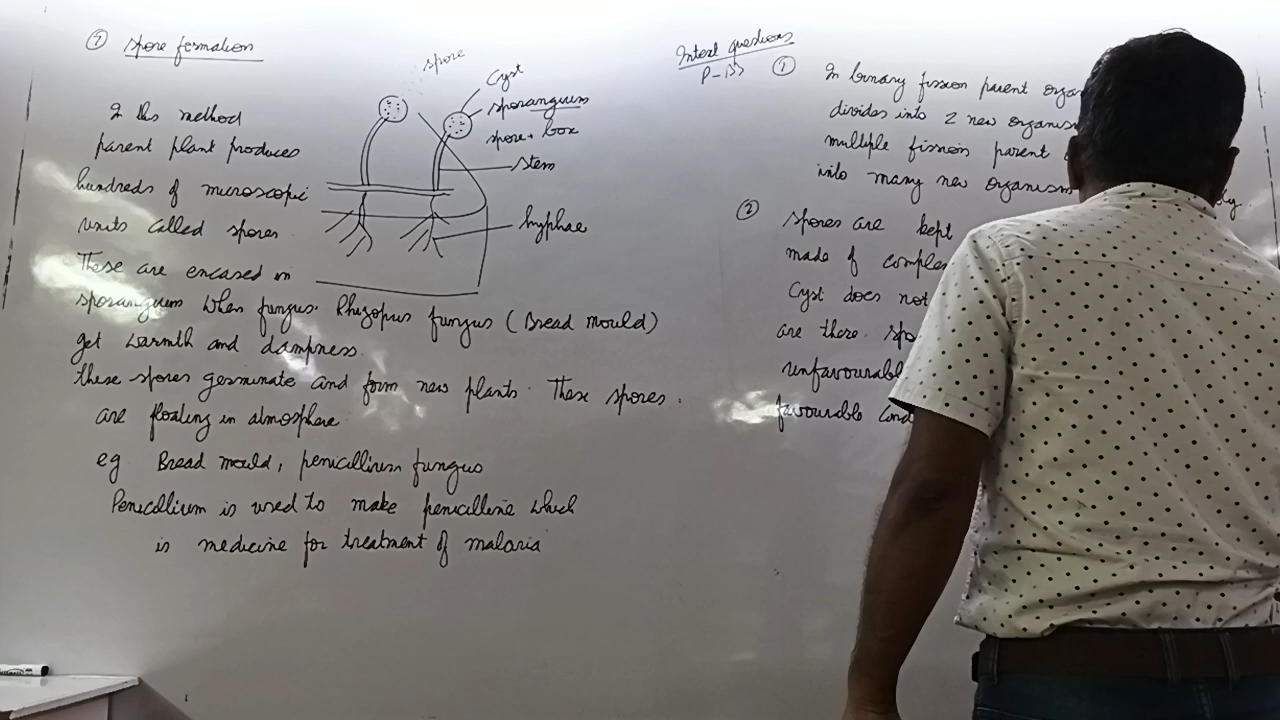 5 spore formation
In this method
parent plant produces
hundreds of microscopic
units called spores
These are encased in
sporangium when fungus. Rhizopus fungus (Bread mould)
get warmth and dampness.
these spores germinate and form new plants. These spores.
are floating in atmosphere.
eg Bread mould, penicillium fungus
Penicillium is used to make penicilline which
is medicine for treatment of malaria
spore
Cyst
sporangium
spore + box
stem
hyphae
Intext questions
P-133
1 In binary fission parent
divides into 2 new
multiple fission parent
into many new organism
2 spores are kept
made of
Cyst does not
are there.
favourable